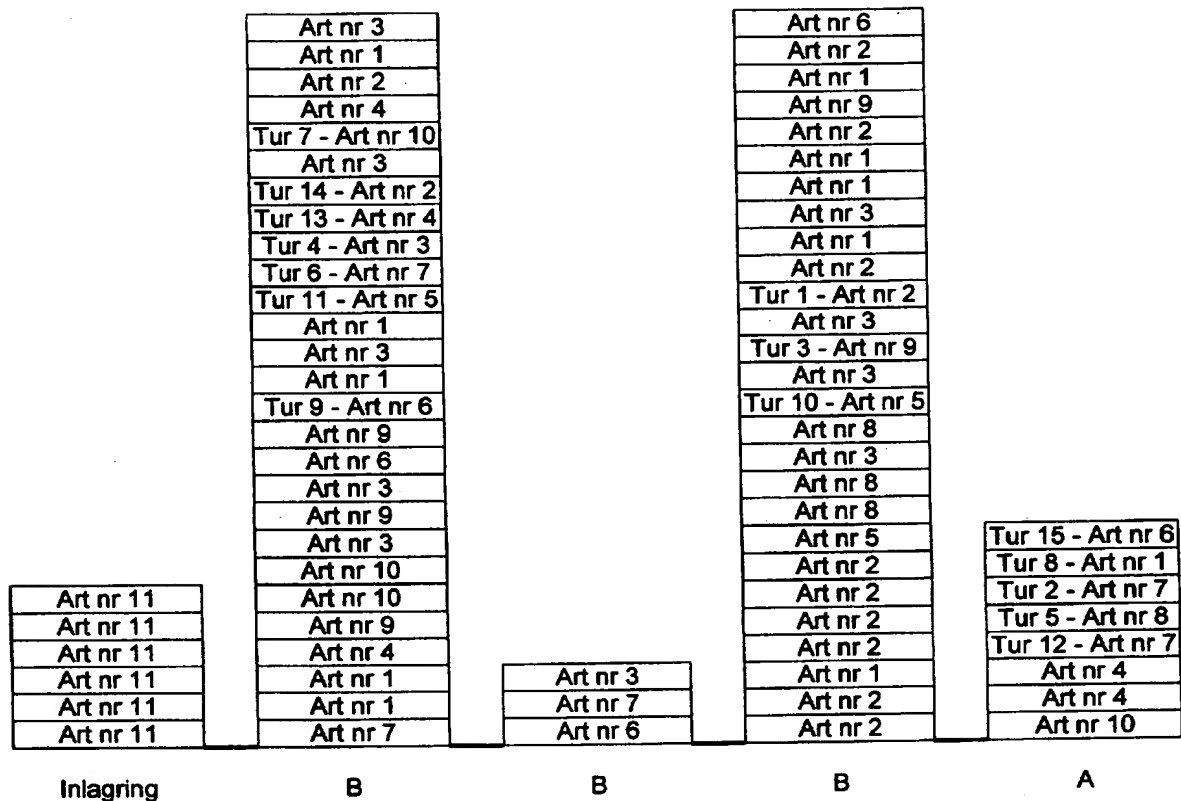 Art nr 11
Art nr 11
Art nr 11
Art nr 11
Art nr 11
Art nr 11
Inlagring
Art nr 3
Art nr 1
Art nr 2
Art nr 4
Tur 7 - Art nr 10
Art nr 3
Tur 14 - Art nr 2
Tur 13 - Art nr 4
Tur 4 - Art nr 3
Tur 6 - Art nr 7
Tur 11 - Art nr 5
Art nr 1
Art nr 3
Art nr 1
Tur 9 - Art nr 6
Art nr 9
Art nr 6
Art nr 3
Art nr 9
Art nr 3
Art nr 10
Art nr 10
Art nr 9
Art nr 4
Art nr 1
Art nr 1
Art nr 7
B
Art nr 3
Art nr 7
Art nr 6
B
Art nr 6
Art nr 2
Art nr 1
Art nr 9
Art nr 2
Art nr 1
Art nr 1
Art nr 3
Art nr 1
Art nr 2
Tur 1 - Art nr 2
Art nr 3
Tur 3 - Art nr 9
Art nr 3
Tur 10 - Art nr 5
Art nr 8
Art nr 3
Art nr 8
Art nr 8
Art nr 5
Art nr 2
Art nr 2
Art nr 2
Art nr 2
Art nr 1
Art nr 2
Art nr 2
B
Tur 15 - Art nr 6
Tur 8 - Art nr 1
Tur 2 - Art nr 7
Tur 5 - Art nr 8
Tur 12 - Art nr 7
Art nr 4
Art nr 4
Art nr 10
A